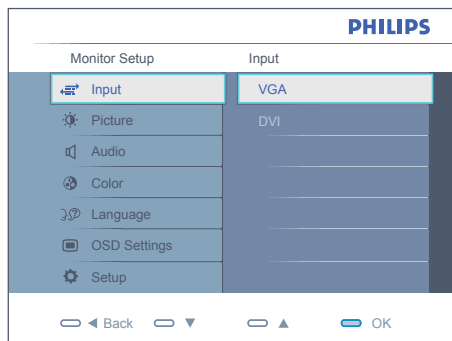 PHILIPS
Monitor Setup Input
Input VGA
Picture DVI
Audio
Color
Language
OSD Settings
Setup
Back OK